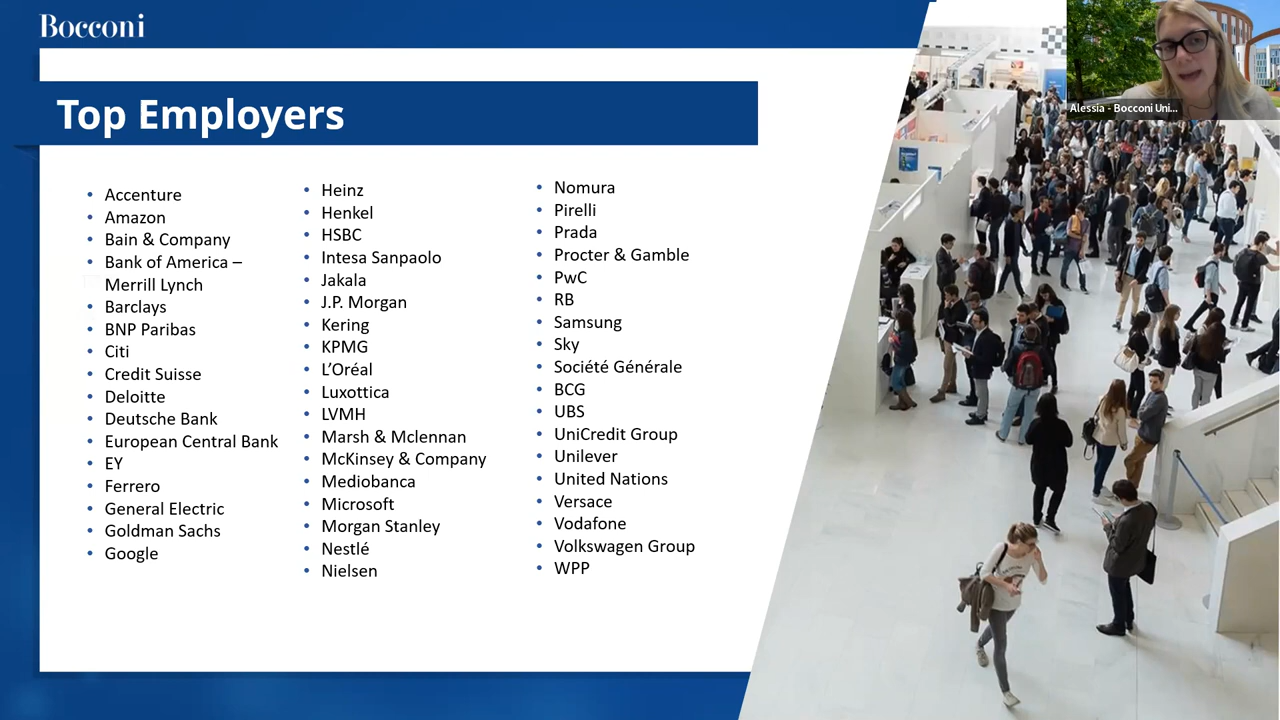 Bocconi
Top Employers
• Accenture
• Amazon
• Bain & Company
• Bank of America –
Merrill Lynch
• Barclays
• BNP Paribas
• Citi
• Credit Suisse
• Deloitte
• Deutsche Bank
• European Central Bank
• EY
• Ferrero
• General Electric
• Goldman Sachs
• Google
• Heinz
• Henkel
• HSBC
• Intesa Sanpaolo
• Jakala
• J.P. Morgan
• Kering
• KPMG
• L’Oréal
• Luxottica
• LVMH
• Marsh & Mclennan
• McKinsey & Company
• Mediobanca
• Microsoft
• Morgan Stanley
• Nestlé
• Nielsen
• Nomura
• Pirelli
• Prada
• Procter & Gamble
• PwC
• RB
• Samsung
• Sky
• Société Générale
• BCG
• UBS
• UniCredit Group
• Unilever
• United Nations
• Versace
• Vodafone
• Volkswagen Group
• WPP
Alessia - Bocconi Uni...